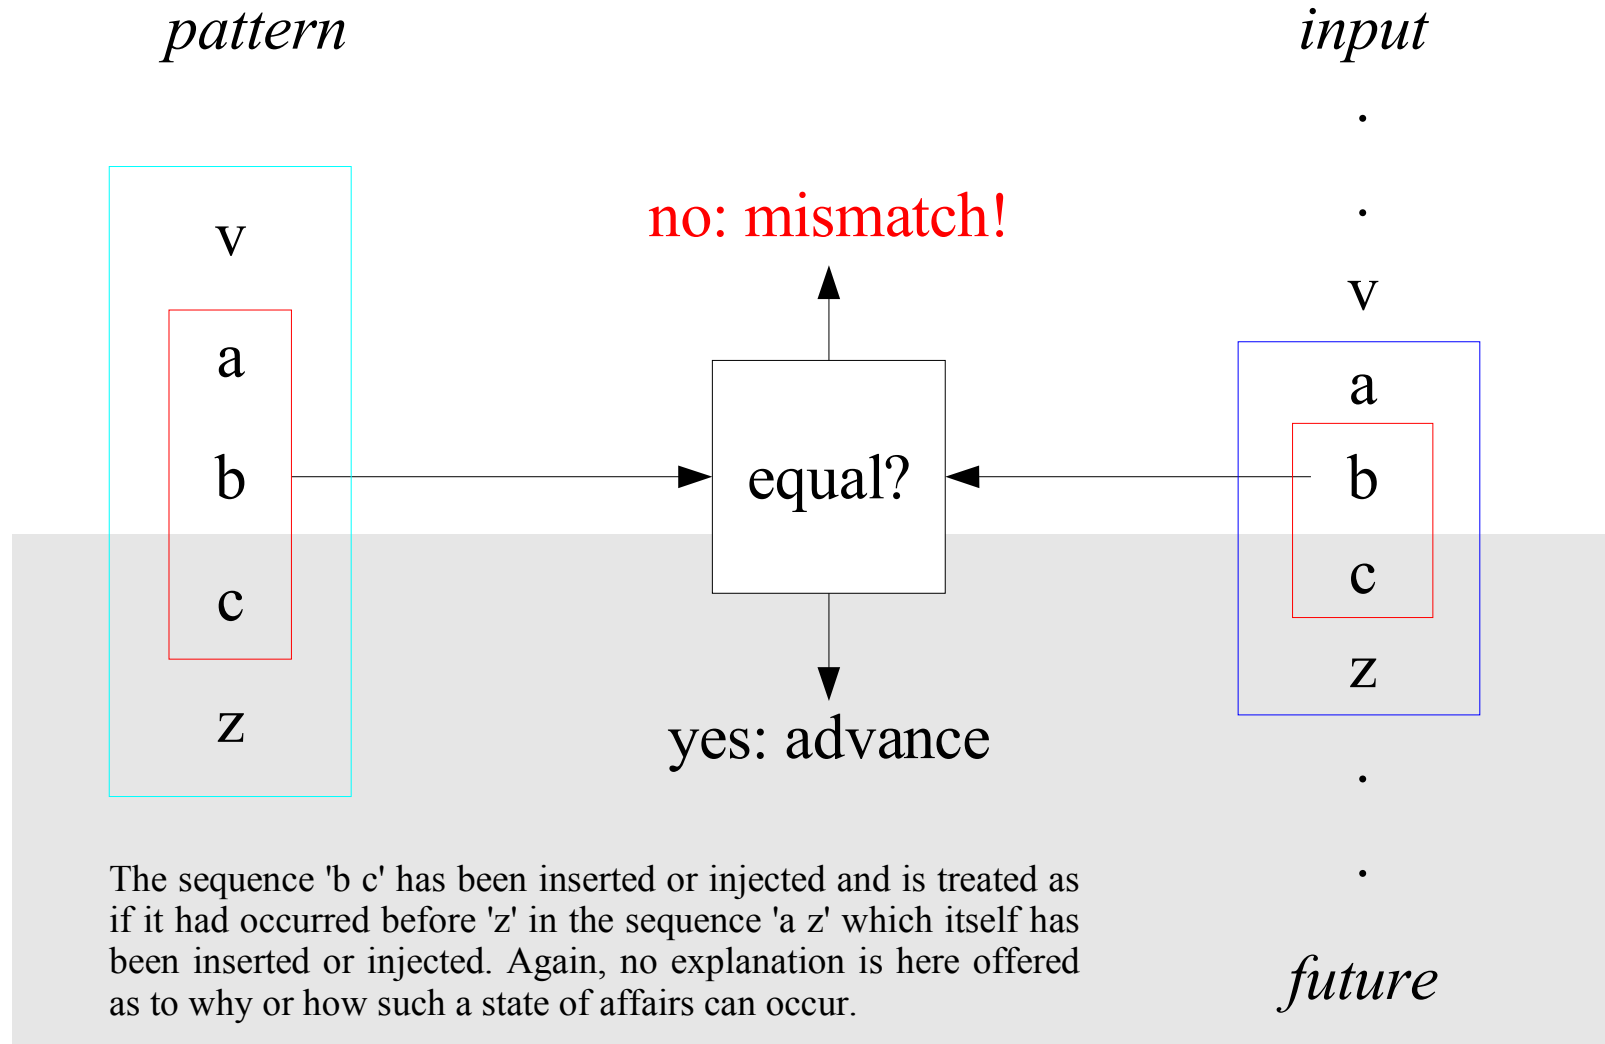 pattern
input
.
.
no: mismatch!
v
v
a
a
b
equal?
b
c
c
z
z
yes: advance
.
.
The sequence 'b c' has been inserted or injected and is treated as
if it had occurred before 'z' in the sequence 'a z' which itself has
been inserted or injected. Again, no explanation is here offered
as to why or how such a state of affairs can occur.
future